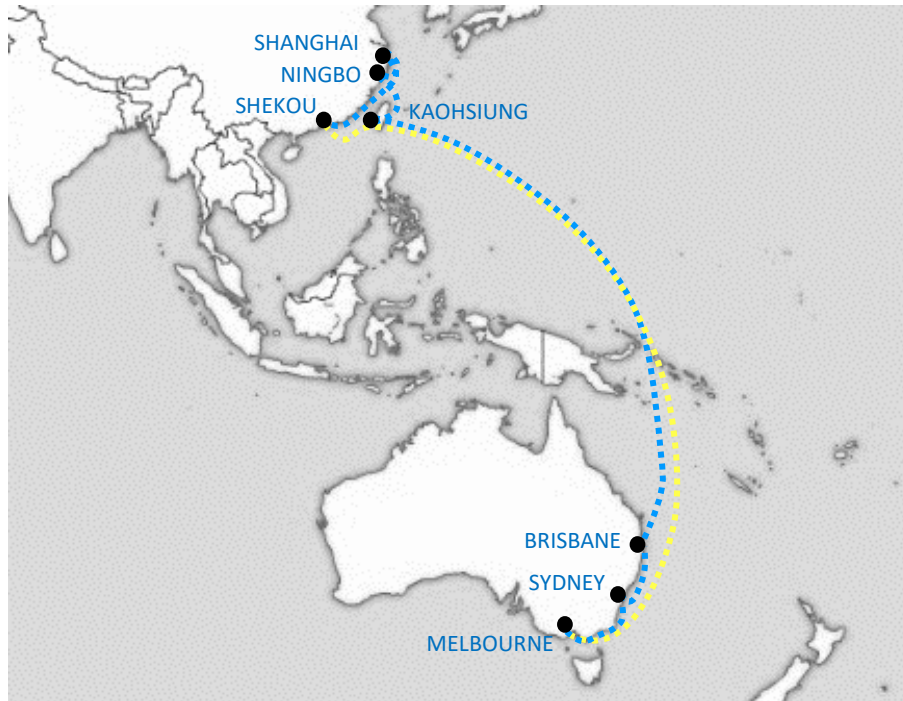 SHANGHAI
NINGBO
SHEKOU
KAOHSIUNG
BRISBANE
SYDNEY
MELBOURNE